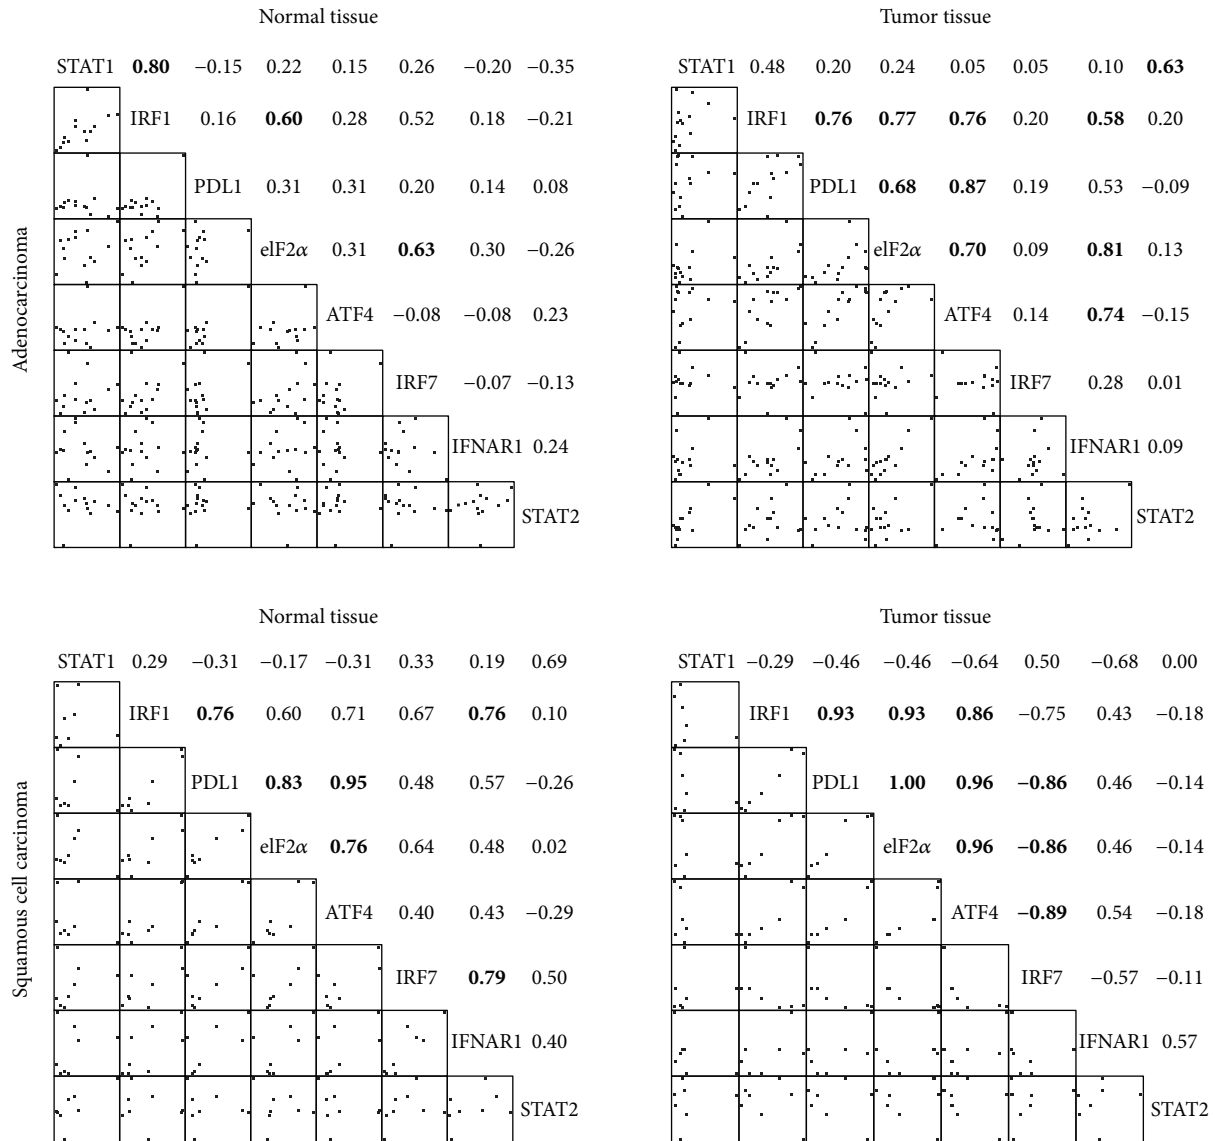 Normal tissue
STAT1 0.80 −0.15 0.22 0.15 0.26 −0.20 −0.35
IRF1 0.16 0.60 0.28 0.52 0.18 −0.21
PDL1 0.31 0.31 0.20 0.14 0.08
eIF2α 0.31 0.63 0.30 −0.26
ATF4 −0.08 −0.08 0.23
IRF7 −0.07 −0.13
IFNAR1 0.24
STAT2
Adenocarcinoma
Tumor tissue
STAT1 0.48 0.20 0.24 0.05 0.05 0.10 0.63
IRF1 0.76 0.77 0.76 0.20 0.58 0.20
PDL1 0.68 0.87 0.19 0.53 −0.09
eIF2α 0.70 0.09 0.81 0.13
ATF4 0.14 0.74 −0.15
IRF7 0.28 0.01
IFNAR1 0.09
STAT2
Normal tissue
STAT1 0.29 −0.31 −0.17 −0.31 0.33 0.19 0.69
IRF1 0.76 0.60 0.71 0.67 0.76 0.10
PDL1 0.83 0.95 0.48 0.57 −0.26
eIF2α 0.76 0.64 0.48 0.02
ATF4 0.40 0.43 −0.29
IRF7 0.79 0.50
IFNAR1 0.40
STAT2
Squamous cell carcinoma
Tumor tissue
STAT1 −0.29 −0.46 −0.46 −0.64 0.50 −0.68 0.00
IRF1 0.93 0.93 0.86 −0.75 0.43 −0.18
PDL1 1.00 0.96 −0.86 0.46 −0.14
eIF2α 0.96 −0.86 0.46 −0.14
ATF4 −0.89 0.54 −0.18
IRF7 −0.57 −0.11
IFNAR1 0.57
STAT2